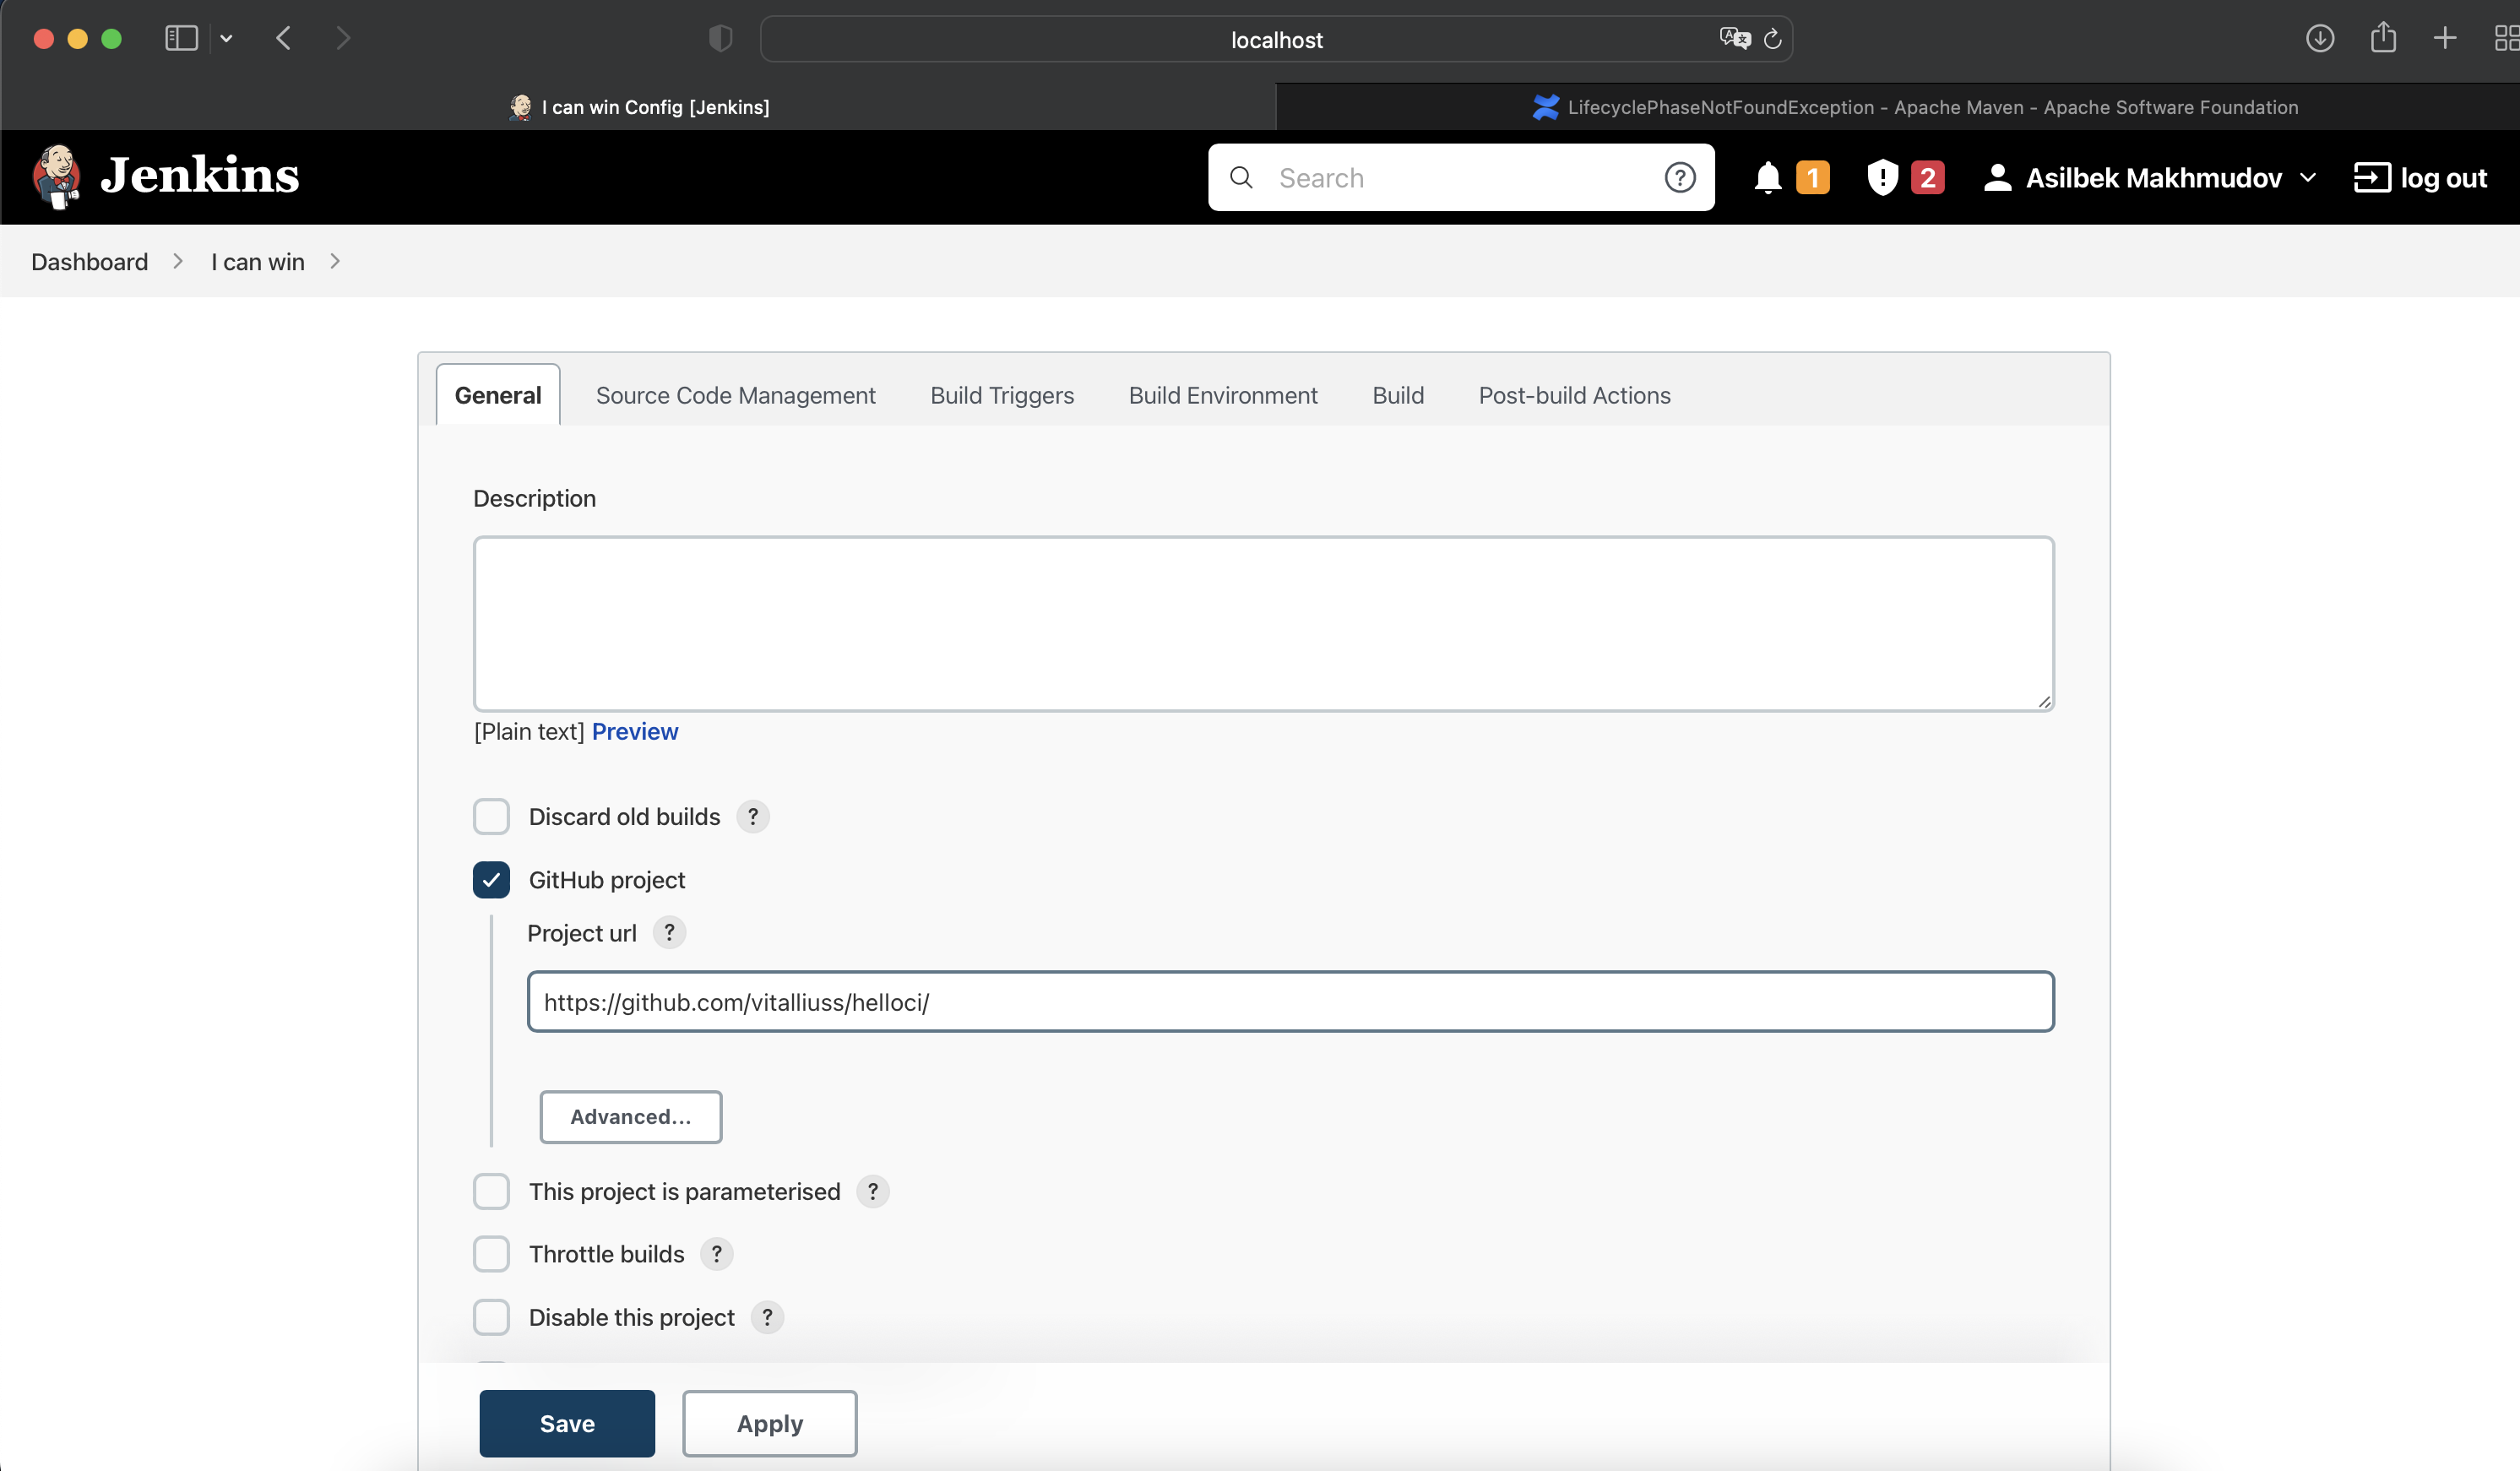 localhost
I can win Config [Jenkins]
LifecyclePhaseNotFoundException - Apache Maven - Apache Software Foundation
Jenkins
Search ?
1
2
Asilbek Makhmudov
log out
Dashboard > I can win >
General Source Code Management Build Triggers Build Environment Build Post-build Actions
Description
[Plain text] Preview
Discard old builds ?
GitHub project
Project url ?
https://github.com/vitalliuss/helloci/
Advanced...
This project is parameterised ?
Throttle builds ?
Disable this project ?
Save Apply